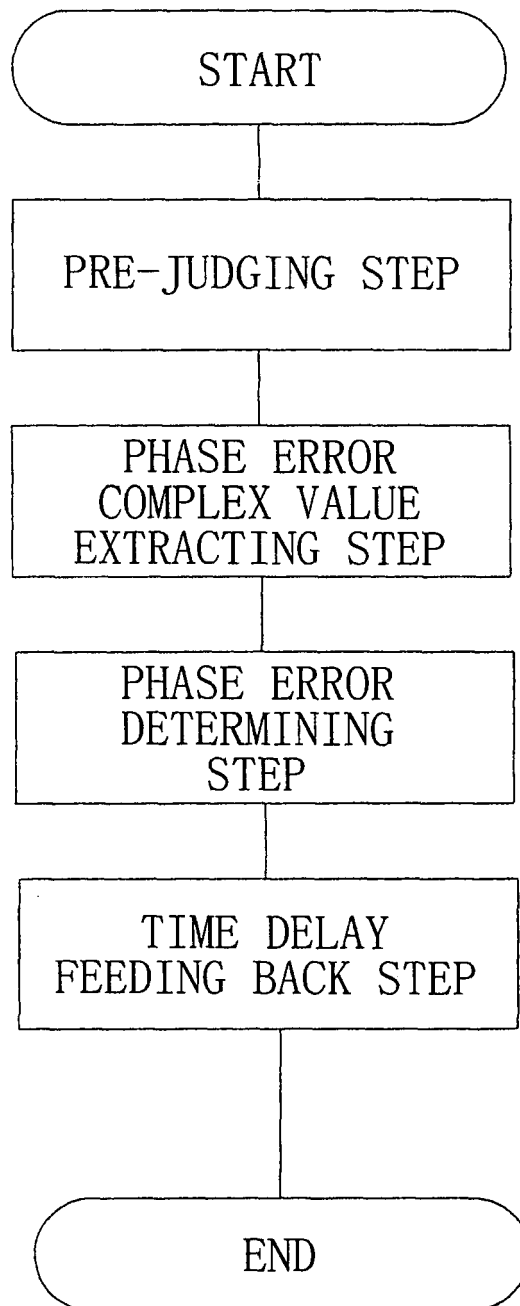 START
PRE-JUDGING STEP
PHASE ERROR
COMPLEX VALUE
EXTRACTING STEP
PHASE ERROR
DETERMINING
STEP
TIME DELAY
FEEDING BACK STEP
END